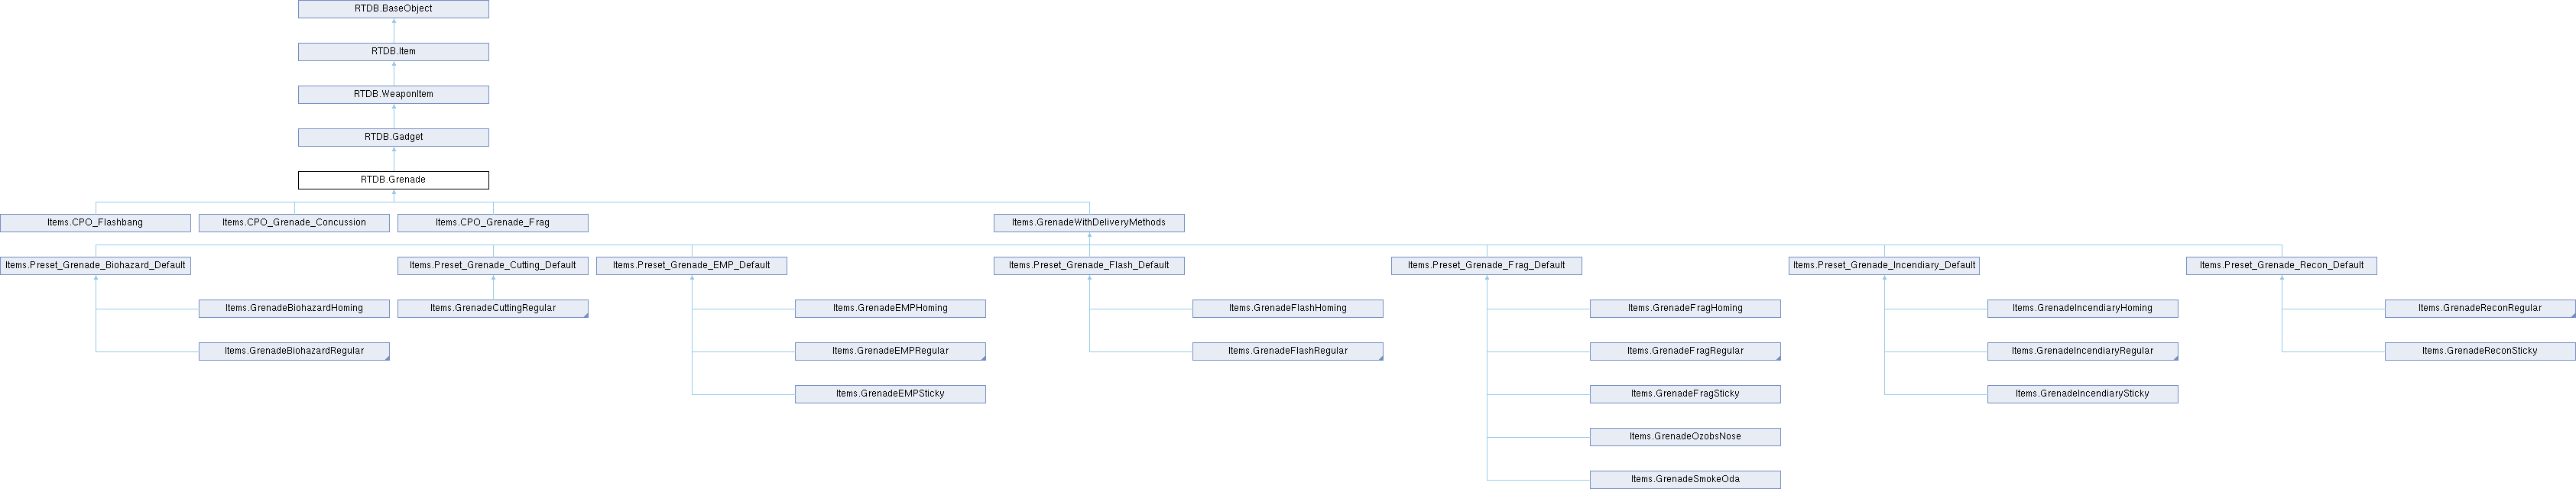 RTDB.BaseObject
RTDB.Item
RTDB.WeaponItem
RTDB.Gadget
RTDB.Grenade
Items.CPO_Flashbang
Items.CPO_Grenade_Concussion
Items.CPO_Grenade_Frag
Items.GrenadeWithDeliveryMethods
Items.Preset_Grenade_Biohazard_Default
Items.Preset_Grenade_Cutting_Default
Items.Preset_Grenade_EMP_Default
Items.Preset_Grenade_Flash_Default
Items.Preset_Grenade_Frag_Default
Items.Preset_Grenade_Incendiary_Default
Items.Preset_Grenade_Recon_Default
Items.GrenadeBiohazardHoming
Items.GrenadeCuttingRegular
Items.GrenadeEMPHoming
Items.GrenadeFlashHoming
Items.GrenadeFragHoming
Items.GrenadeIncendiaryHoming
Items.GrenadeReconRegular
Items.GrenadeBiohazardRegular
Items.GrenadeEMPRegular
Items.GrenadeFlashRegular
Items.GrenadeFragRegular
Items.GrenadeIncendiaryRegular
Items.GrenadeReconSticky
Items.GrenadeEMPSticky
Items.GrenadeFragSticky
Items.GrenadeIncendiarySticky
Items.GrenadeOzobsNose
Items.GrenadeSmokeOda